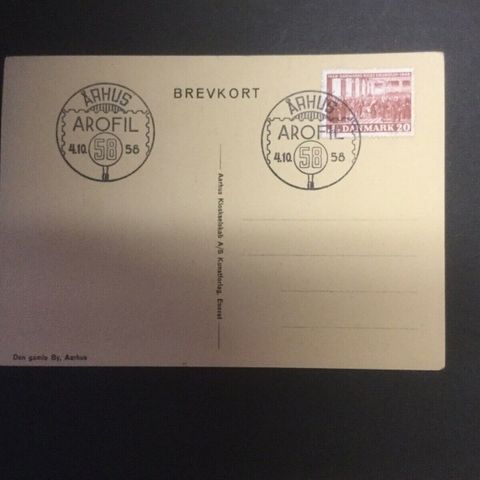 BREVKORT
ÅRHUS
AROFIL
4.10. 58 58
ÅRHUS
AROFIL
4.10. 58 58
DANMARK 20
Aarhus Kioskselskab A/S Kunstforlag, Eneret
Den gamle By, Aarhus